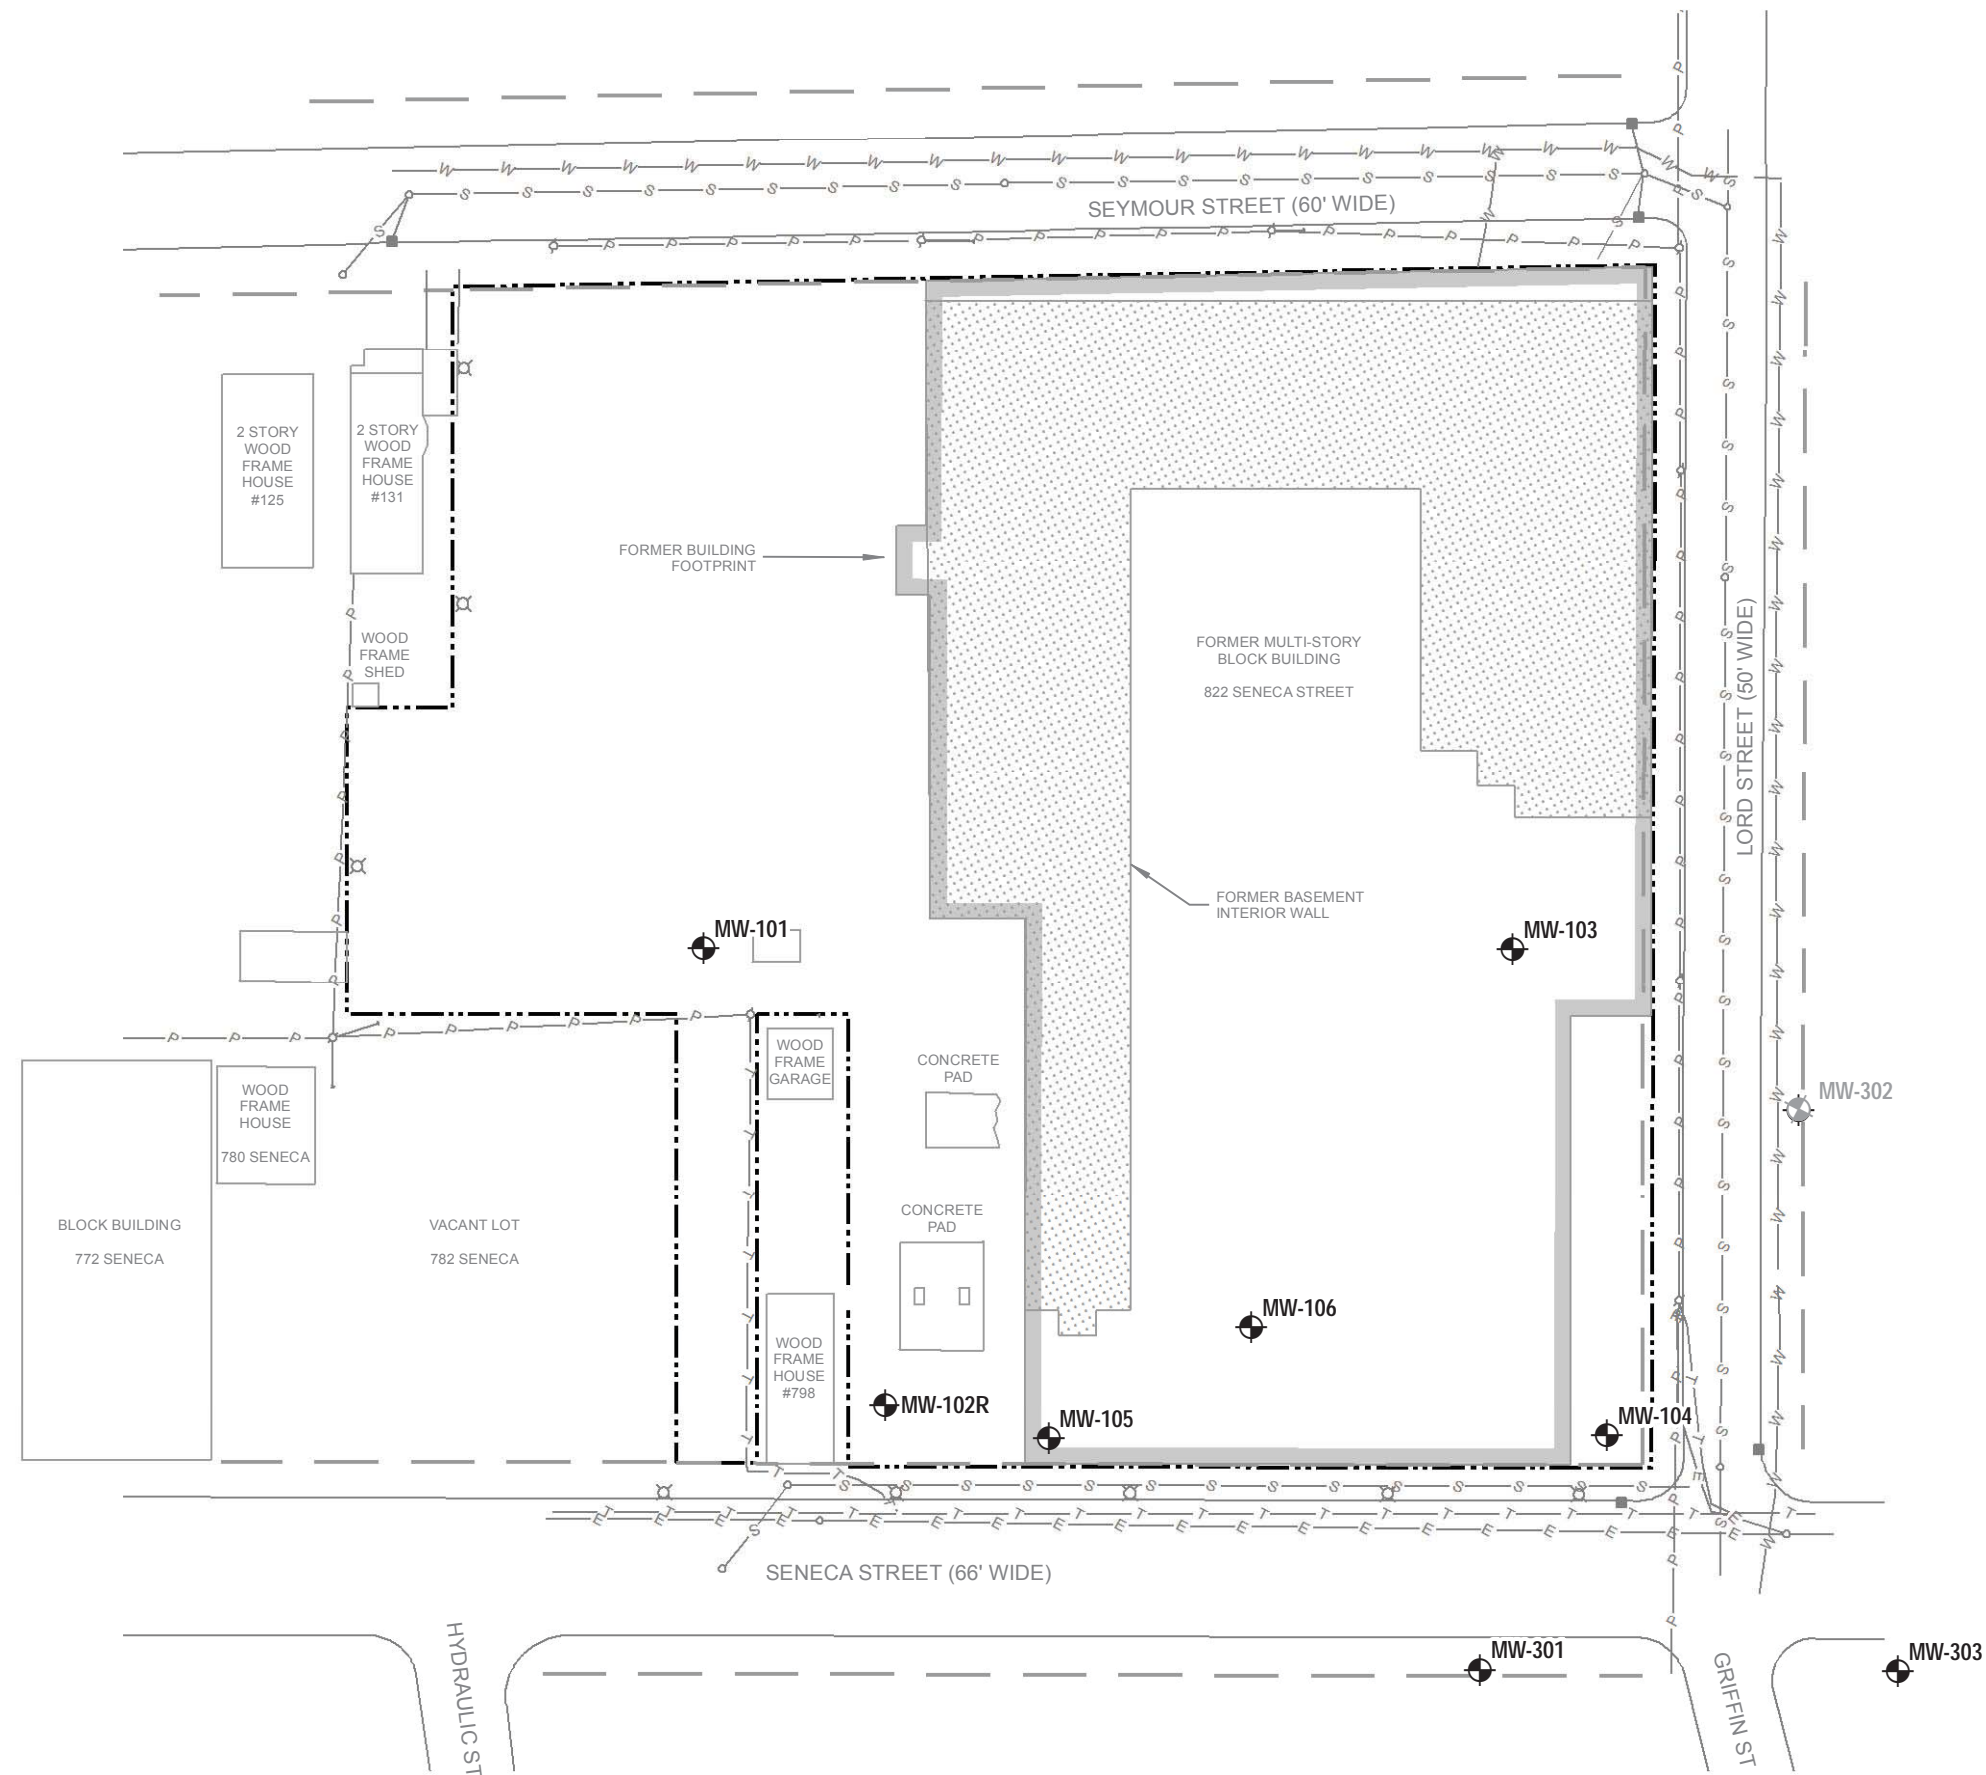 SEYMOUR STREET (60' WIDE)
2 STORY
WOOD
FRAME
HOUSE
#125
2 STORY
WOOD
FRAME
HOUSE
#131
FORMER BUILDING
FOOTPRINT
WOOD
FRAME
SHED
FORMER MULTI-STORY
BLOCK BUILDING
822 SENECA STREET
LORD STREET (50' WIDE)
FORMER BASEMENT
INTERIOR WALL
MW-101
MW-103
WOOD
FRAME
GARAGE
CONCRETE
PAD
MW-302
WOOD
FRAME
HOUSE
780 SENECA
BLOCK BUILDING
772 SENECA
VACANT LOT
782 SENECA
CONCRETE
PAD
MW-106
WOOD
FRAME
HOUSE
#798
MW-102R
MW-105
MW-104
SENECA STREET (66' WIDE)
HYDRAULIC ST
MW-301
GRIFFIN ST
MW-303